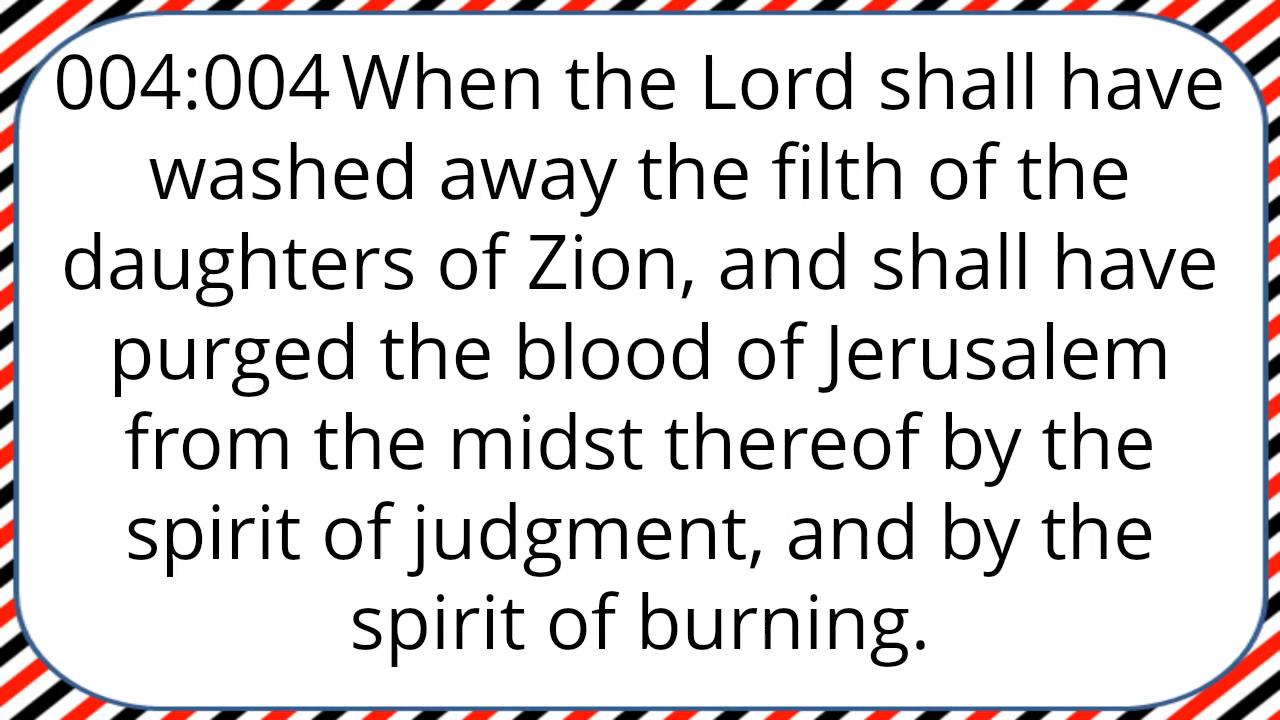 004:004 When the Lord shall have
washed away the filth of the
daughters of Zion, and shall have
purged the blood of Jerusalem
from the midst thereof by the
spirit of judgment, and by the
spirit of burning.